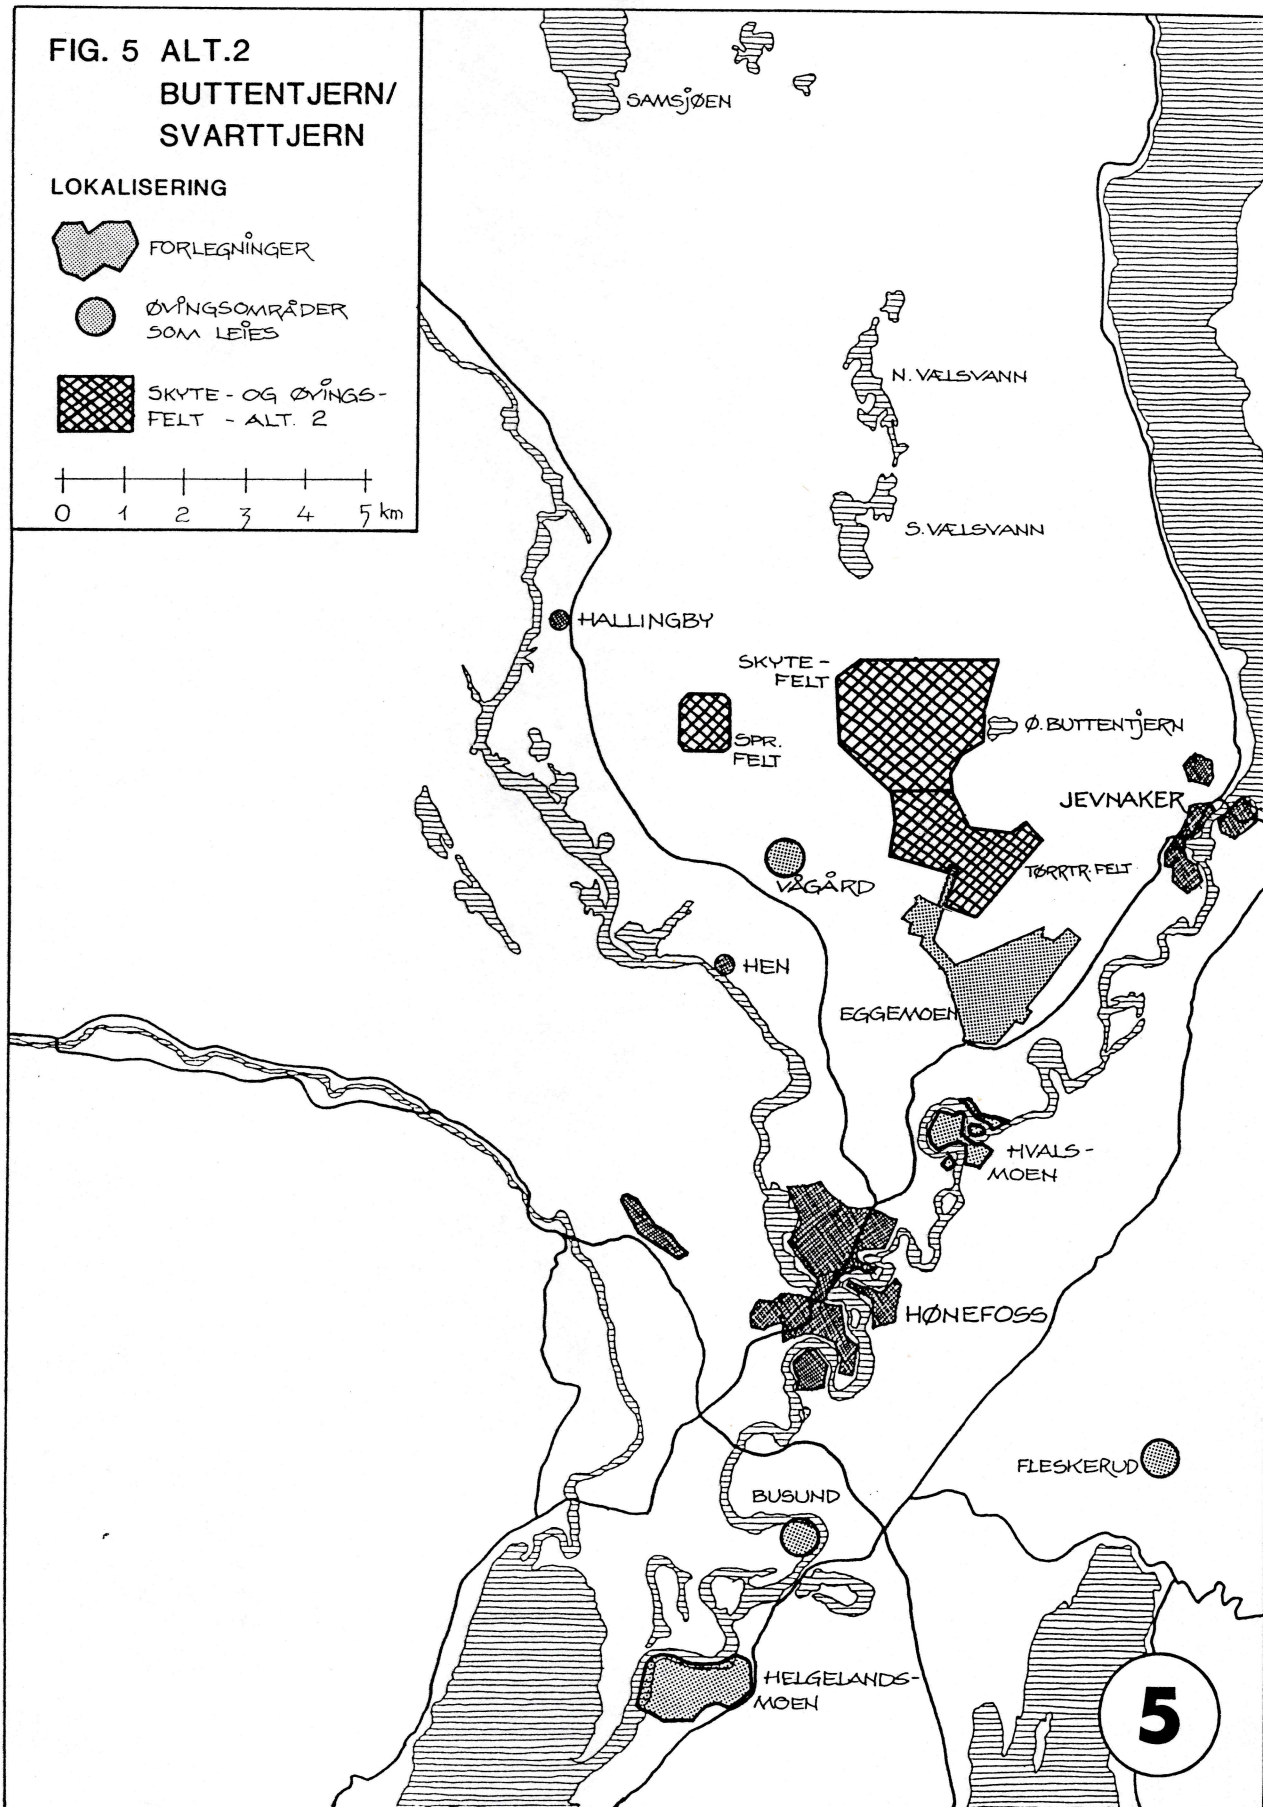 FIG. 5 ALT.2
BUTTENTJERN/
SVARTTJERN
LOKALISERING
FORLEGNINGER
ØVINGSOMRÅDER
SOM LEIES
SKYTE- OG ØVINGS-
FELT - ALT. 2
0 1 2 3 4 5 km
SAMSJØEN
N. VÆLSVANN
S. VÆLSVANN
HALLINGBY
SKYTE-
FELT
SPR.
FELT
Ø. BUTTENTJERN
JEVNAKER
TØRRTR. FELT
VÅGÅRD
HEN
EGGEMOEN
HVALS-
MOEN
HØNEFOSS
FLESKERUD
BUSUND
HELGELANDS-
MOEN
5